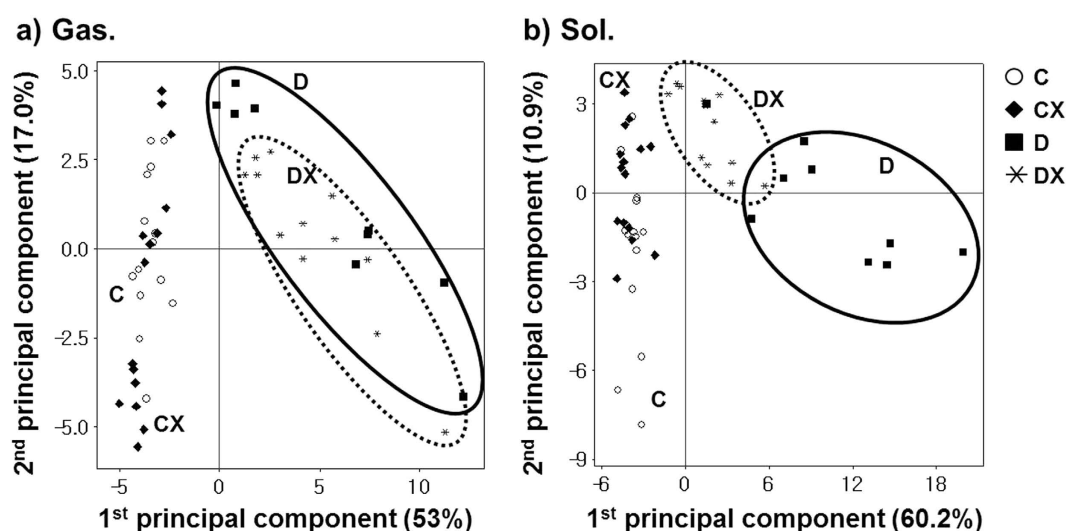 a) Gas.
2nd principal component (17.0%)
5.0
2.5
0.0
-2.5
-5.0
D
DX
C
CX
-5
0
5
10
1st principal component (53%)
b) Sol.
2nd principal component (10.9%)
3
0
-3
-6
-9
CX
DX
D
C
-6
0
6
12
18
1st principal component (60.2%)
C
CX
D
DX